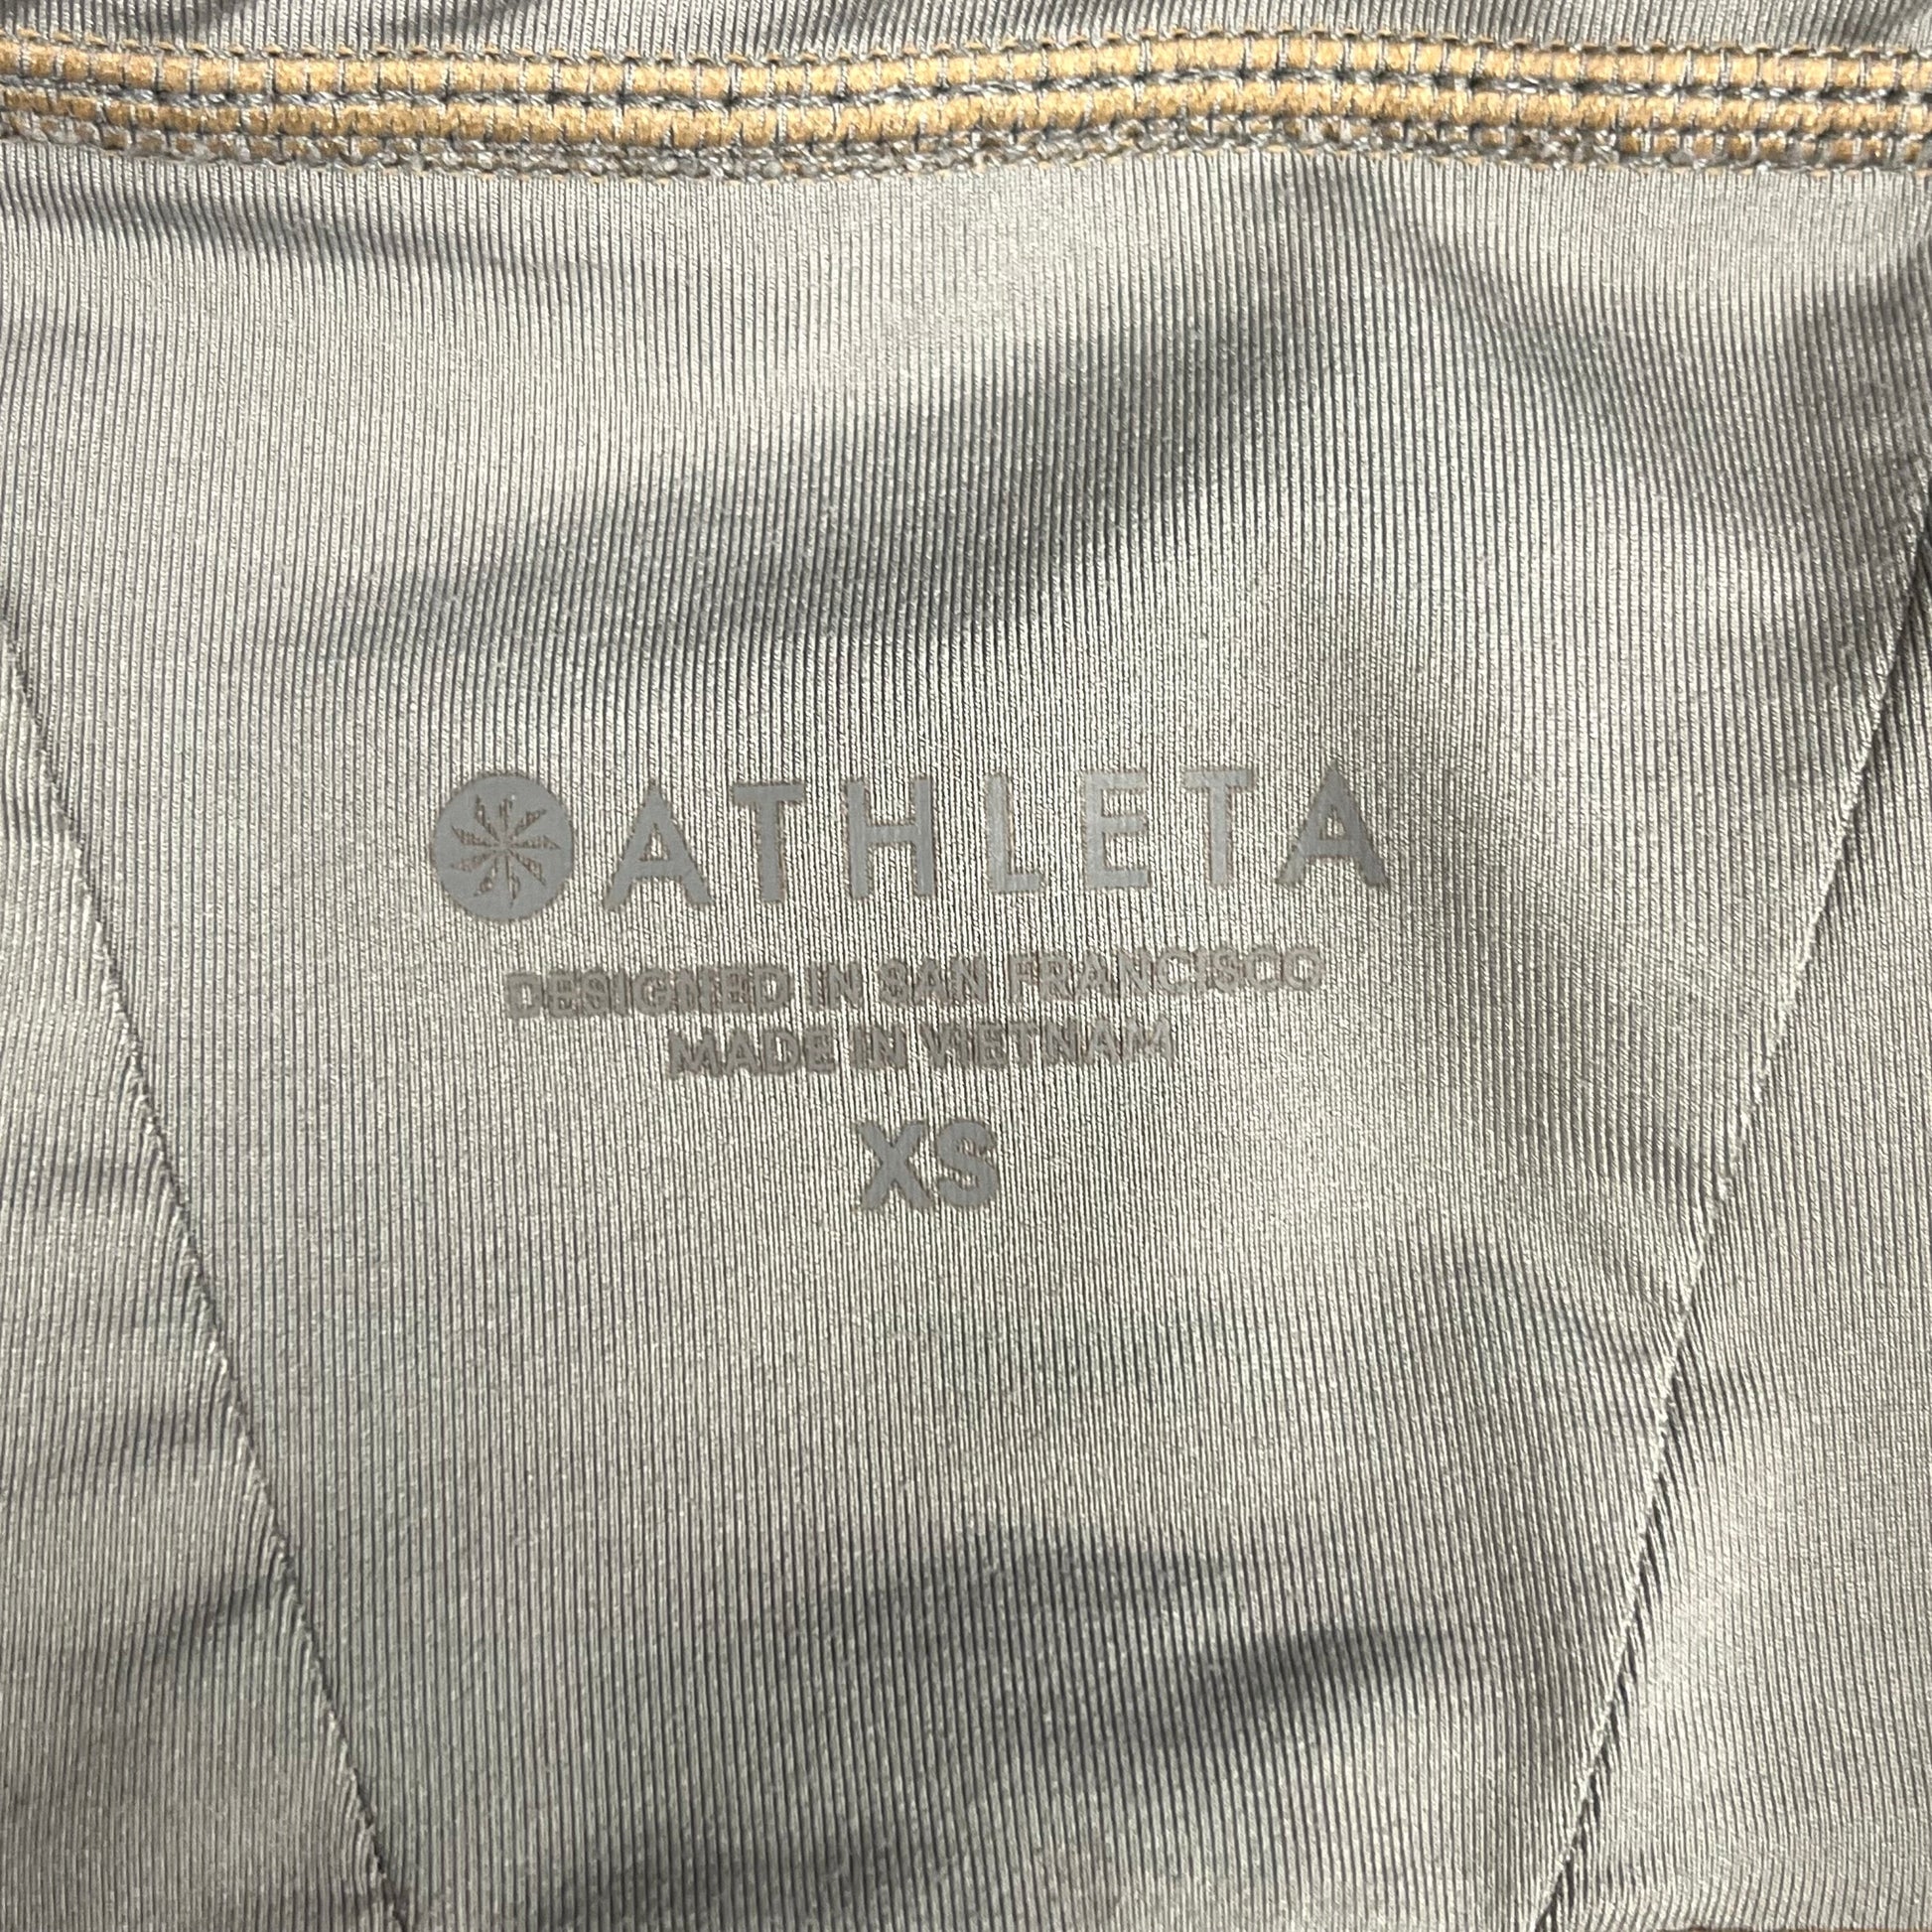 ATHLETA
DESIGNED IN SAN FRANCISCO
MADE IN VIETNAM
XS